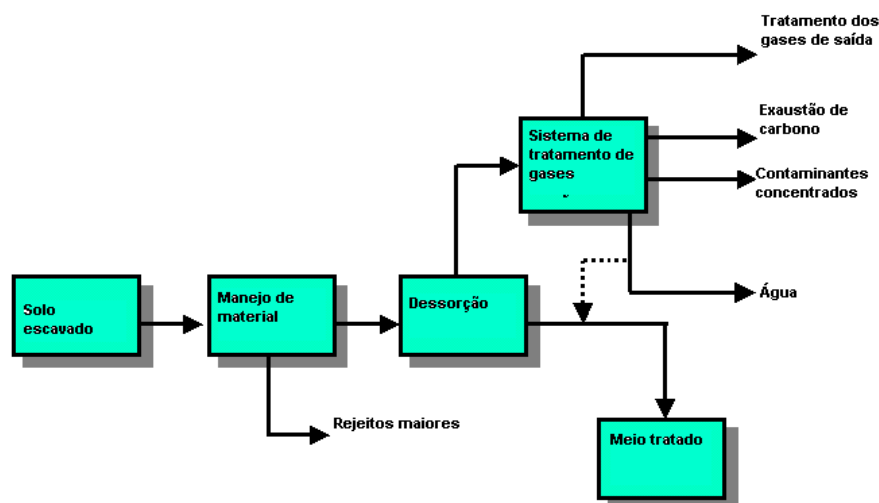 Tratamento dos
gases de saída
Exaustão de
carbono
Sistema de
tratamento de
gases
Contaminantes
concentrados
Solo
escavado
Manejo de
material
Dessorção
Água
Rejeitos maiores
Meio tratado